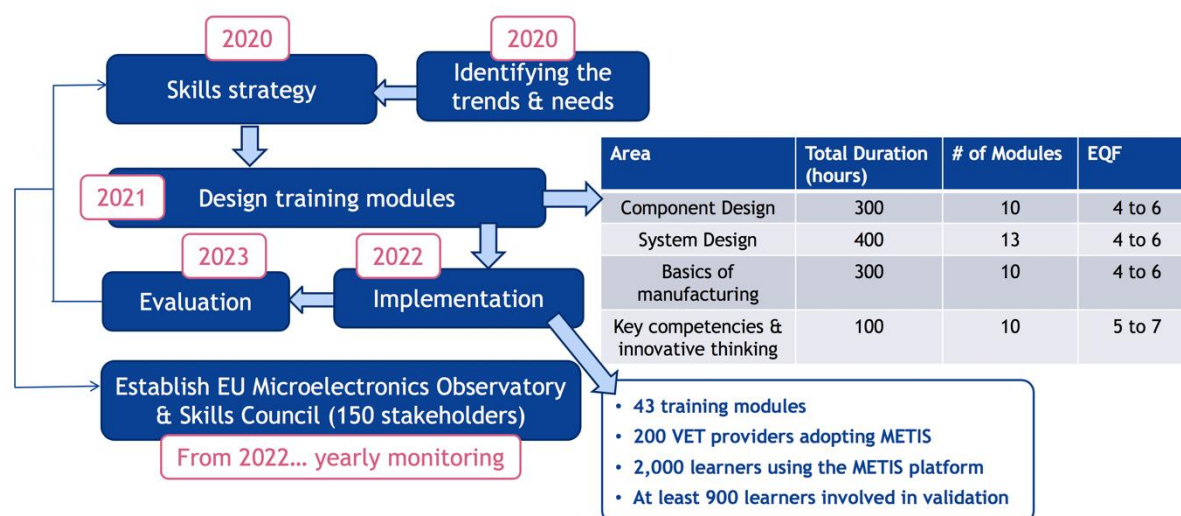 2020
2020
Skills strategy
Identifying the
trends & needs
2021
Design training modules
2023
2022
Evaluation
Implementation
Establish EU Microelectronics Observatory
& Skills Council (150 stakeholders)
From 2022... yearly monitoring
Area Total Duration (hours) # of Modules EQF
Component Design 300 10 4 to 6
System Design 400 13 4 to 6
Basics of manufacturing 300 10 4 to 6
Key competencies & innovative thinking 100 10 5 to 7
• 43 training modules
• 200 VET providers adopting METIS
• 2,000 learners using the METIS platform
• At least 900 learners involved in validation